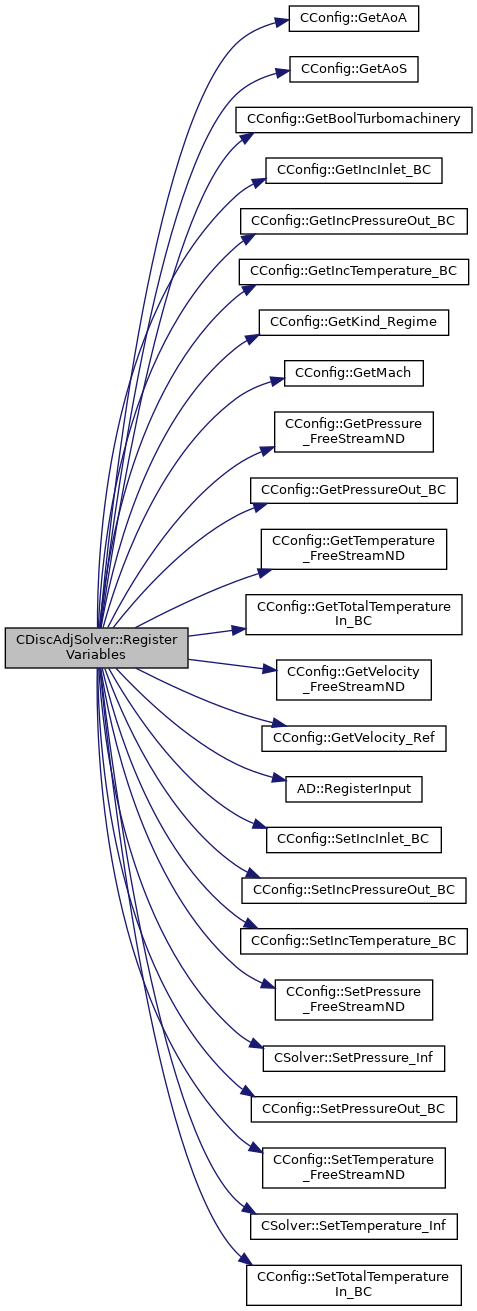 CConfig::GetAoA
CConfig::GetAoS
CConfig::GetBoolTurbomachinery
CConfig::GetIncInlet_BC
CConfig::GetIncPressureOut_BC
CConfig::GetIncTemperature_BC
CConfig::GetKind_Regime
CConfig::GetMach
CConfig::GetPressure
_FreeStreamND
CConfig::GetPressureOut_BC
CConfig::GetTemperature
_FreeStreamND
CConfig::GetTotalTemperature
In_BC
CDiscAdjSolver::Register
Variables
CConfig::GetVelocity
_FreeStreamND
CConfig::GetVelocity_Ref
AD::RegisterInput
CConfig::SetIncInlet_BC
CConfig::SetIncPressureOut_BC
CConfig::SetIncTemperature_BC
CConfig::SetPressure
_FreeStreamND
CSolver::SetPressure_Inf
CConfig::SetPressureOut_BC
CConfig::SetTemperature
_FreeStreamND
CSolver::SetTemperature_Inf
CConfig::SetTotalTemperature
In_BC